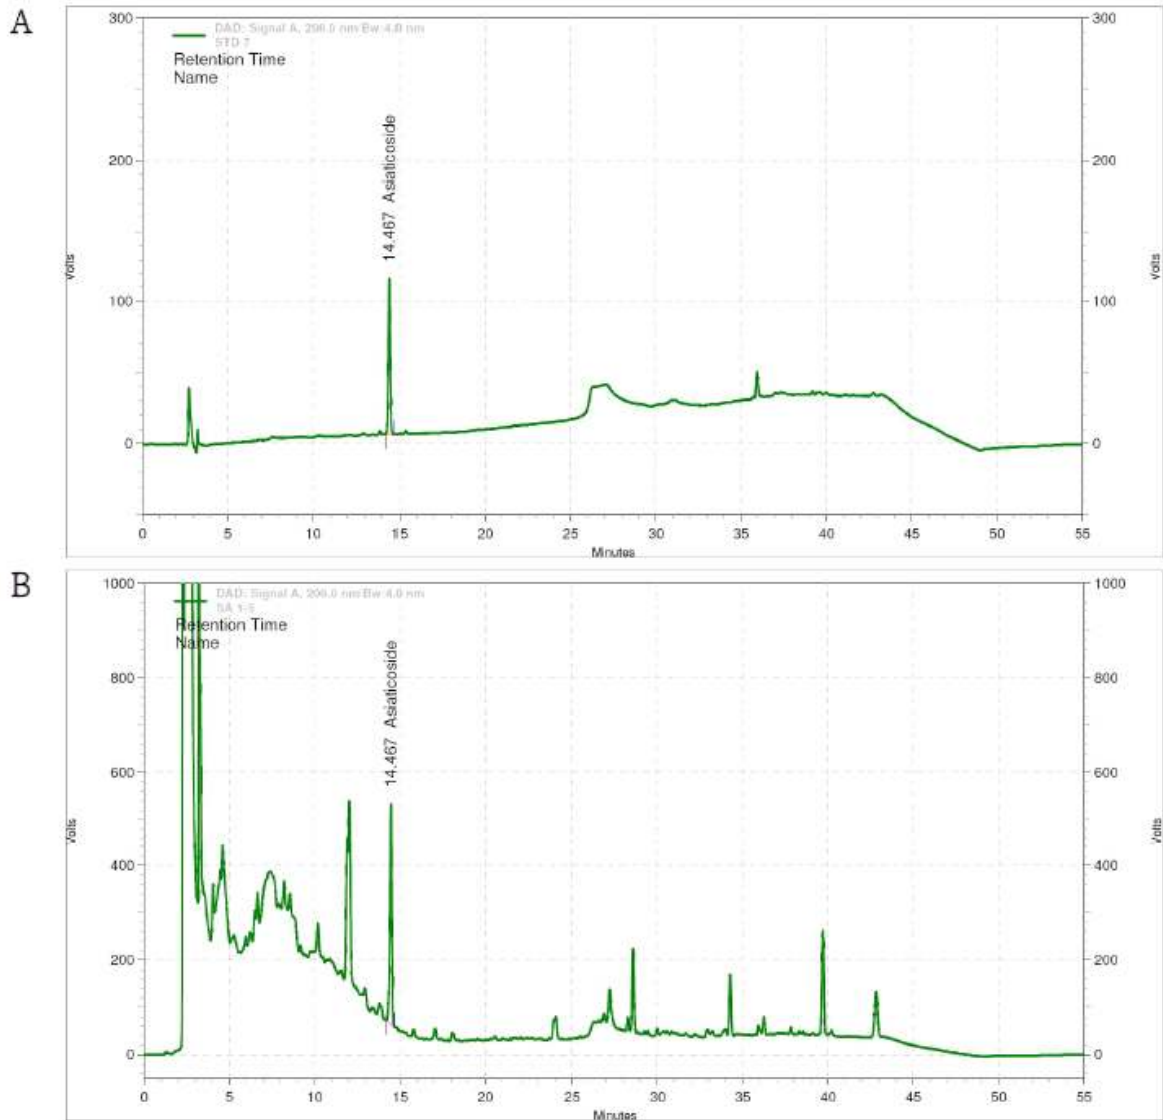 A
DAD: Signal A, 206.0 nm/Bw:4.0 nm
STD 7
Retention Time
Name
14.467 Asiaticoside
300
200
100
0
300
200
100
0
Volts
Volts
0 5 10 15 20 25 30 35 40 45 50 55
Minutes
B
DAD: Signal A, 206.0 nm/Bw:4.0 nm
SA 1-5
Retention Time
Name
14.467 Asiaticoside
1000
800
600
400
200
0
1000
800
600
400
200
0
Volts
Volts
0 5 10 15 20 25 30 35 40 45 50 55
Minutes